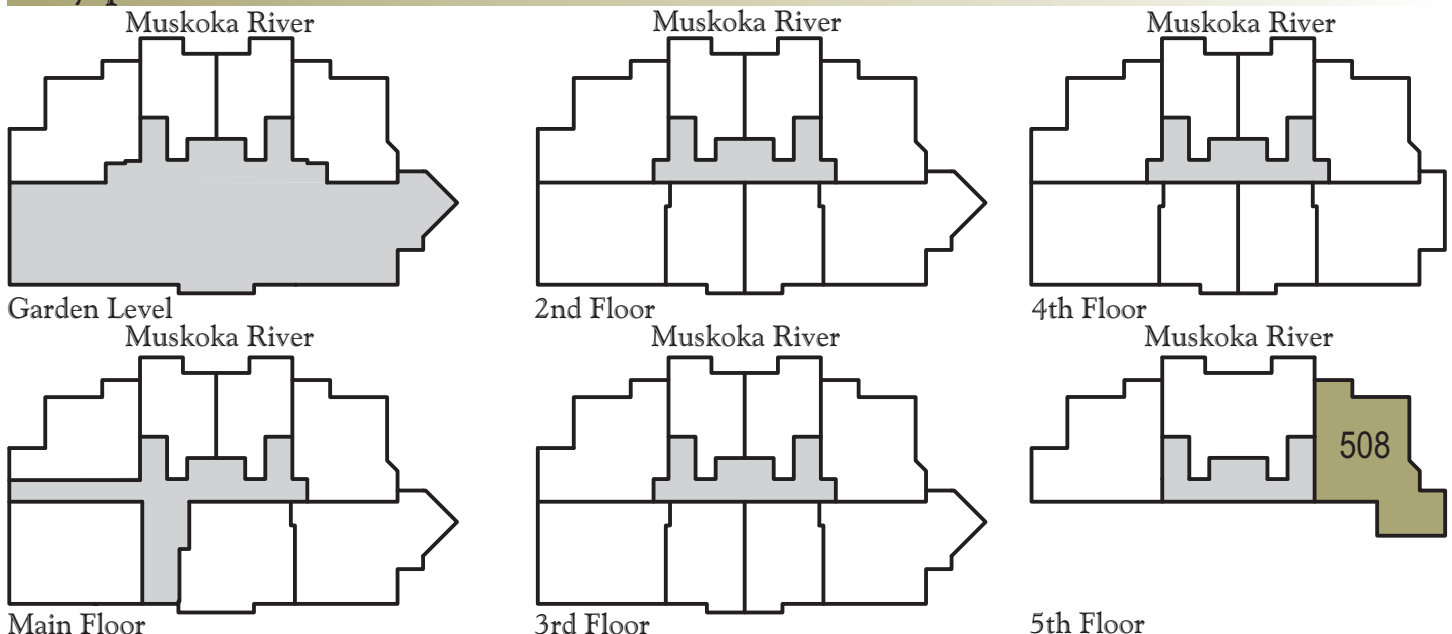 Muskoka River
Muskoka River
Muskoka River
Garden Level
2nd Floor
4th Floor
Muskoka River
Muskoka River
Muskoka River
508
Main Floor
3rd Floor
5th Floor